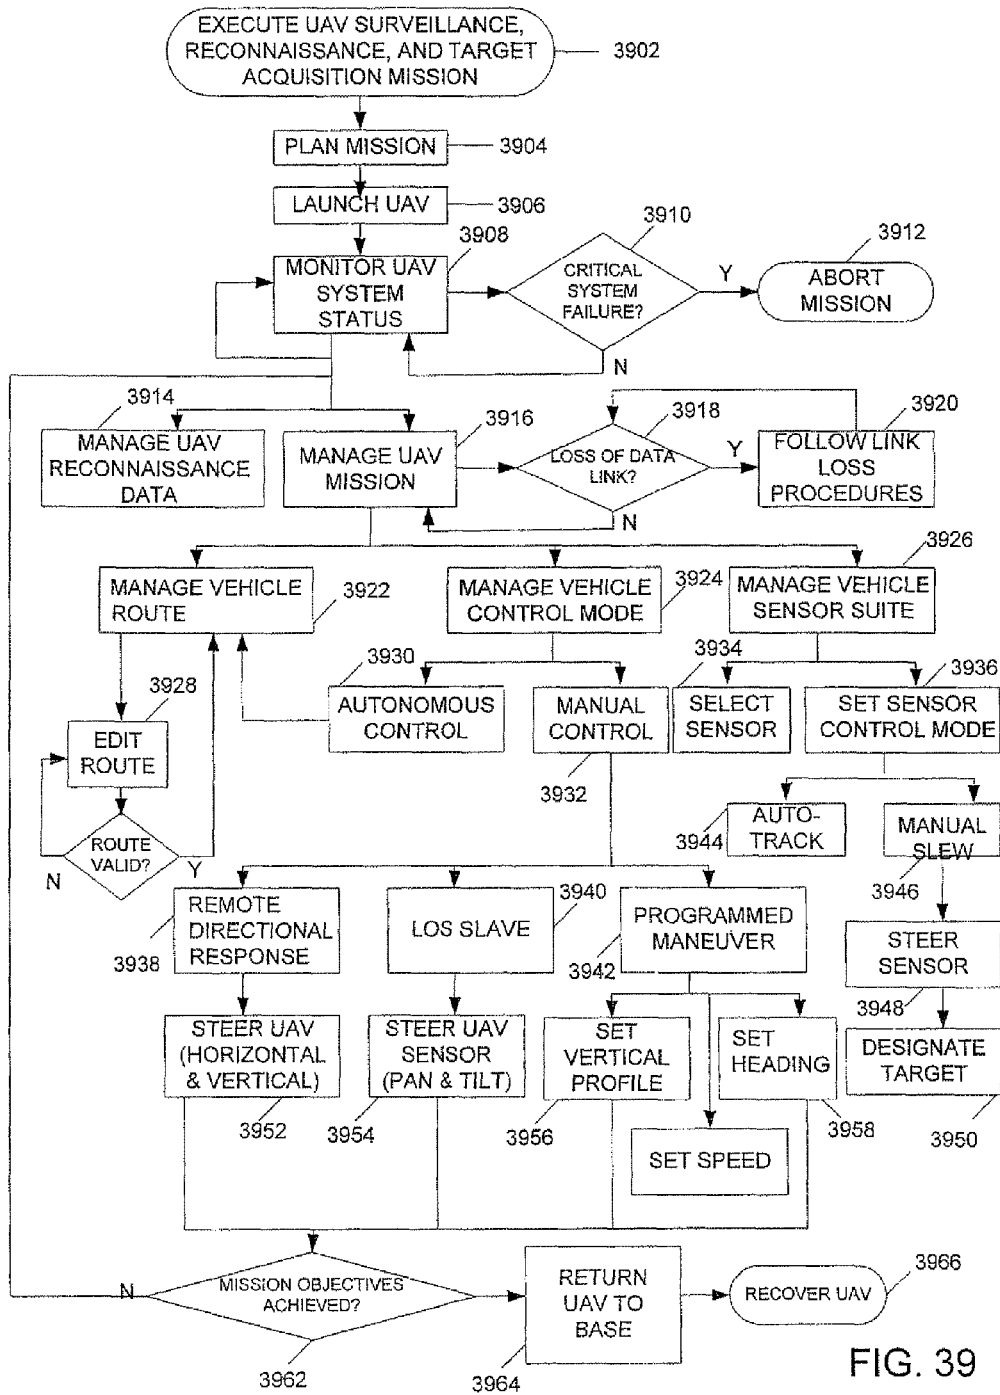 EXECUTE UAV SURVEILLANCE,
RECONNAISSANCE, AND TARGET
ACQUISITION MISSION
3902
PLAN MISSION
3904
LAUNCH UAV
3906
3908
MONITOR UAV
SYSTEM
STATUS
3910
CRITICAL
SYSTEM
FAILURE?
Y
N
3912
ABORT
MISSION
3914
MANAGE UAV
RECONNAISSANCE
DATA
3916
MANAGE UAV
MISSION
3918
LOSS OF DATA
LINK?
Y
N
3920
FOLLOW LINK
LOSS
PROCEDURES
MANAGE VEHICLE
ROUTE
3922
MANAGE VEHICLE
CONTROL MODE
3924
3926
MANAGE VEHICLE
SENSOR SUITE
3928
EDIT
ROUTE
ROUTE
VALID?
N
Y
3930
AUTONOMOUS
CONTROL
MANUAL
CONTROL
3932
3934
SELECT
SENSOR
3936
SET SENSOR
CONTROL MODE
3944
AUTO-
TRACK
MANUAL
SLEW
3946
REMOTE
DIRECTIONAL
RESPONSE
3938
3940
LOS SLAVE
PROGRAMMED
MANEUVER
3942
STEER
SENSOR
3948
STEER UAV
(HORIZONTAL
& VERTICAL)
3952
STEER UAV
SENSOR
(PAN & TILT)
3954
SET
VERTICAL
PROFILE
3956
SET
HEADING
3958
DESIGNATE
TARGET
3950
SET SPEED
N
MISSION OBJECTIVES
ACHIEVED?
3962
RETURN
UAV TO
BASE
3964
3966
RECOVER UAV
FIG. 39